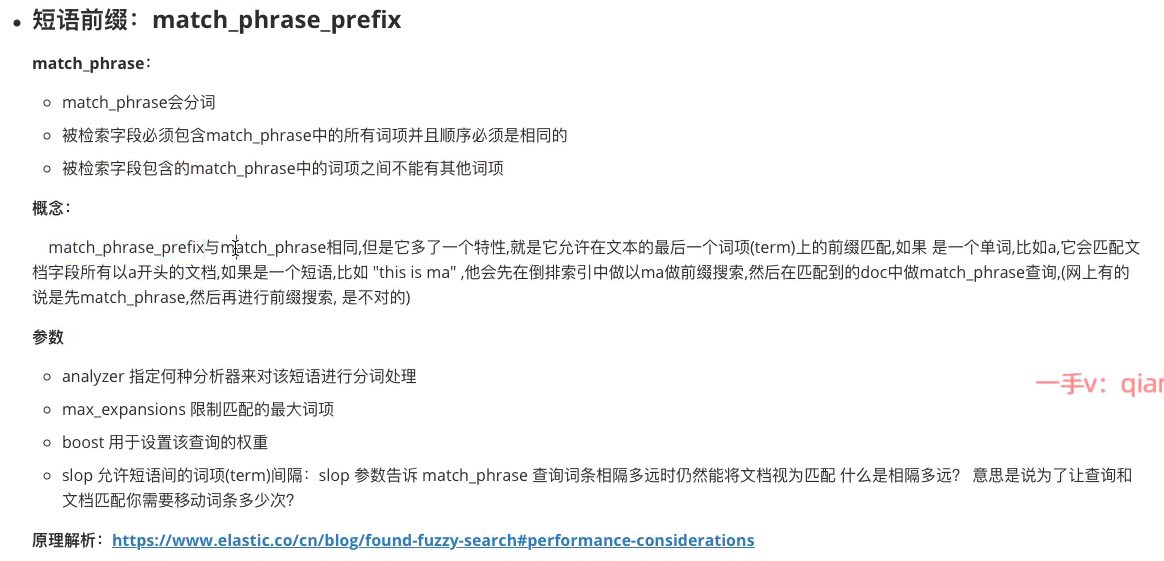 短语前缀：match_phrase_prefix
match_phrase：
match_phrase会分词
被检索字段必须包含match_phrase中的所有词项并且顺序必须是相同的
被检索字段包含的match_phrase中的词项之间不能有其他词项
概念：
match_phrase_prefix与match_phrase相同,但是它多了一个特性,就是它允许在文本的最后一个词项(term)上的前缀匹配,如果 是一个单词,比如a,它会匹配文
档字段所有以a开头的文档,如果是一个短语,比如 "this is ma" ,他会先在倒排索引中做以ma做前缀搜索,然后在匹配到的doc中做match_phrase查询,(网上有的
说是先match_phrase,然后再进行前缀搜索, 是不对的)
参数
analyzer 指定何种分析器来对该短语进行分词处理
max_expansions 限制匹配的最大词项
一手v：qian
boost 用于设置该查询的权重
slop 允许短语间的词项(term)间隔：slop 参数告诉 match_phrase 查询词条相隔多远时仍然能将文档视为匹配 什么是相隔多远？ 意思是说为了让查询和
文档匹配你需要移动词条多少次？
原理解析：https://www.elastic.co/cn/blog/found-fuzzy-search#performance-considerations